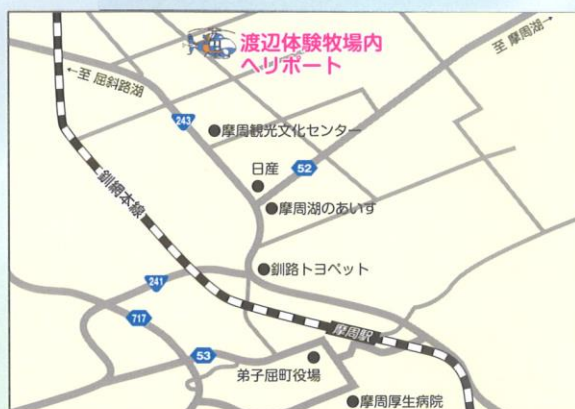 渡辺体験牧場内
ヘリポート
至 摩周湖→
←至 屈斜路湖
243
摩周観光文化センター
日産
52
摩周湖のあいす
釧網本線
釧路トヨペット
241
717
摩周駅
53
弟子屈町役場
摩周厚生病院